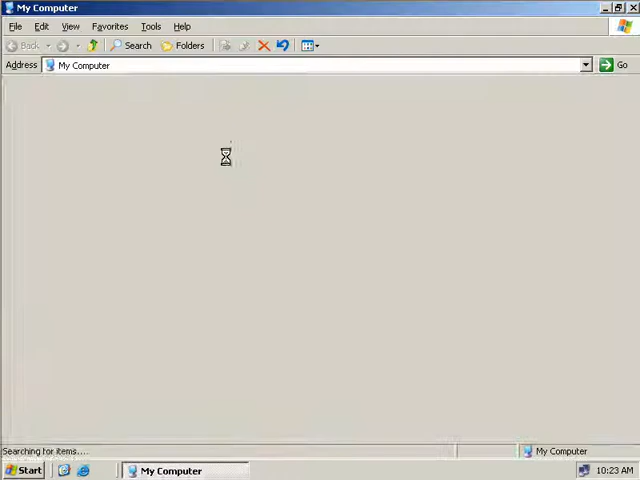 My Computer
File Edit View Favorites Tools Help
Back Search Folders
Address My Computer Go
Searching for items.... My Computer
Start My Computer 10:23 AM